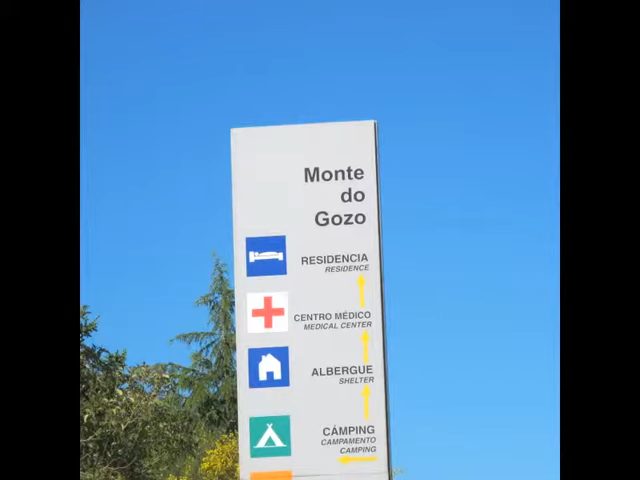 Monte
do
Gozo
RESIDENCIA
RESIDENCE
CENTRO MÉDICO
MEDICAL CENTER
ALBERGUE
SHELTER
CÁMPING
CAMPAMENTO
CAMPING